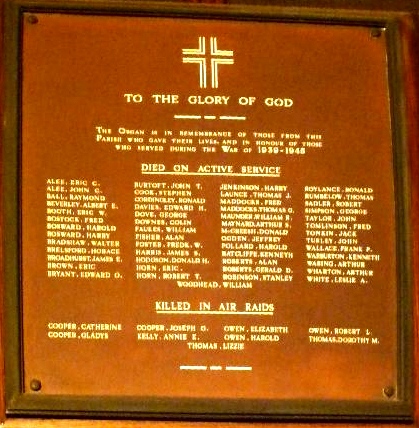 TO THE GLORY OF GOD
THE ORGAN IS IN REMEMBRANCE OF THOSE FROM THIS
PARISH WHO GAVE THEIR LIVES, AND IN HONOUR OF THOSE
WHO SERVED DURING THE WAR OF 1939-1945
DIED ON ACTIVE SERVICE
ALEE, ERIC G. BURTOFT, JOHN T. JENKINSON, HARRY ROYLANCE, RONALD
ALEE, JOHN G. COOK, STEPHEN LAUNCE, THOMAS J. RUMBELOW, THOMAS
BALL, RAYMOND CORDINGLEY, RONALD MADDOCKS, FRED SADLER, ROBERT
BEVERLEY, ALBERT E. DAVIES, EDWARD H. MADDOCKS, THOMAS G. SIMPSON, GEORGE
BOOTH, ERIC W. DOVE, GEORGE MAUNDER, WILLIAM S. TAYLOR, JOHN
BOSTOCK, FRED DOWNES, COLIN MAYNARD, ARTHUR S. TOMLINSON, FRED
BOSWARD, HAROLD FAULKS, WILLIAM McCREESH, DONALD TONKIN, JACK
BOSWARD, HARRY FISHER, ALAN OGDEN, JEFFREY TURLEY, JOHN
BRADSHAW, WALTER FOSTER, FREDK. W. POLLARD, HAROLD WALLACE, FRANK P.
BRELSFORD, HORACE HARRIS, JAMES B. RATCLIFFE, KENNETH WARBURTON, KENNETH
BROADHURST, JAMES E. HODSON, DONALD H. ROBERTS, ALAN WARING, ARTHUR
BROWN, ERIC HORN, ERIC. ROBERTS, GERALD D. WHARTON, ARTHUR
BRYANT, EDWARD O. HORN, ROBERT T. ROBINSON, STANLEY WHITE, LESLIE A.
WOODHEAD, WILLIAM
KILLED IN AIR RAIDS
COOPER, CATHERINE COOPER, JOSEPH O. OWEN, ELIZABETH OWEN, ROBERT L.
COOPER, GLADYS KELLY, ANNIE E. OWEN, HAROLD THOMAS, DOROTHY M.
THOMAS, LIZZIE